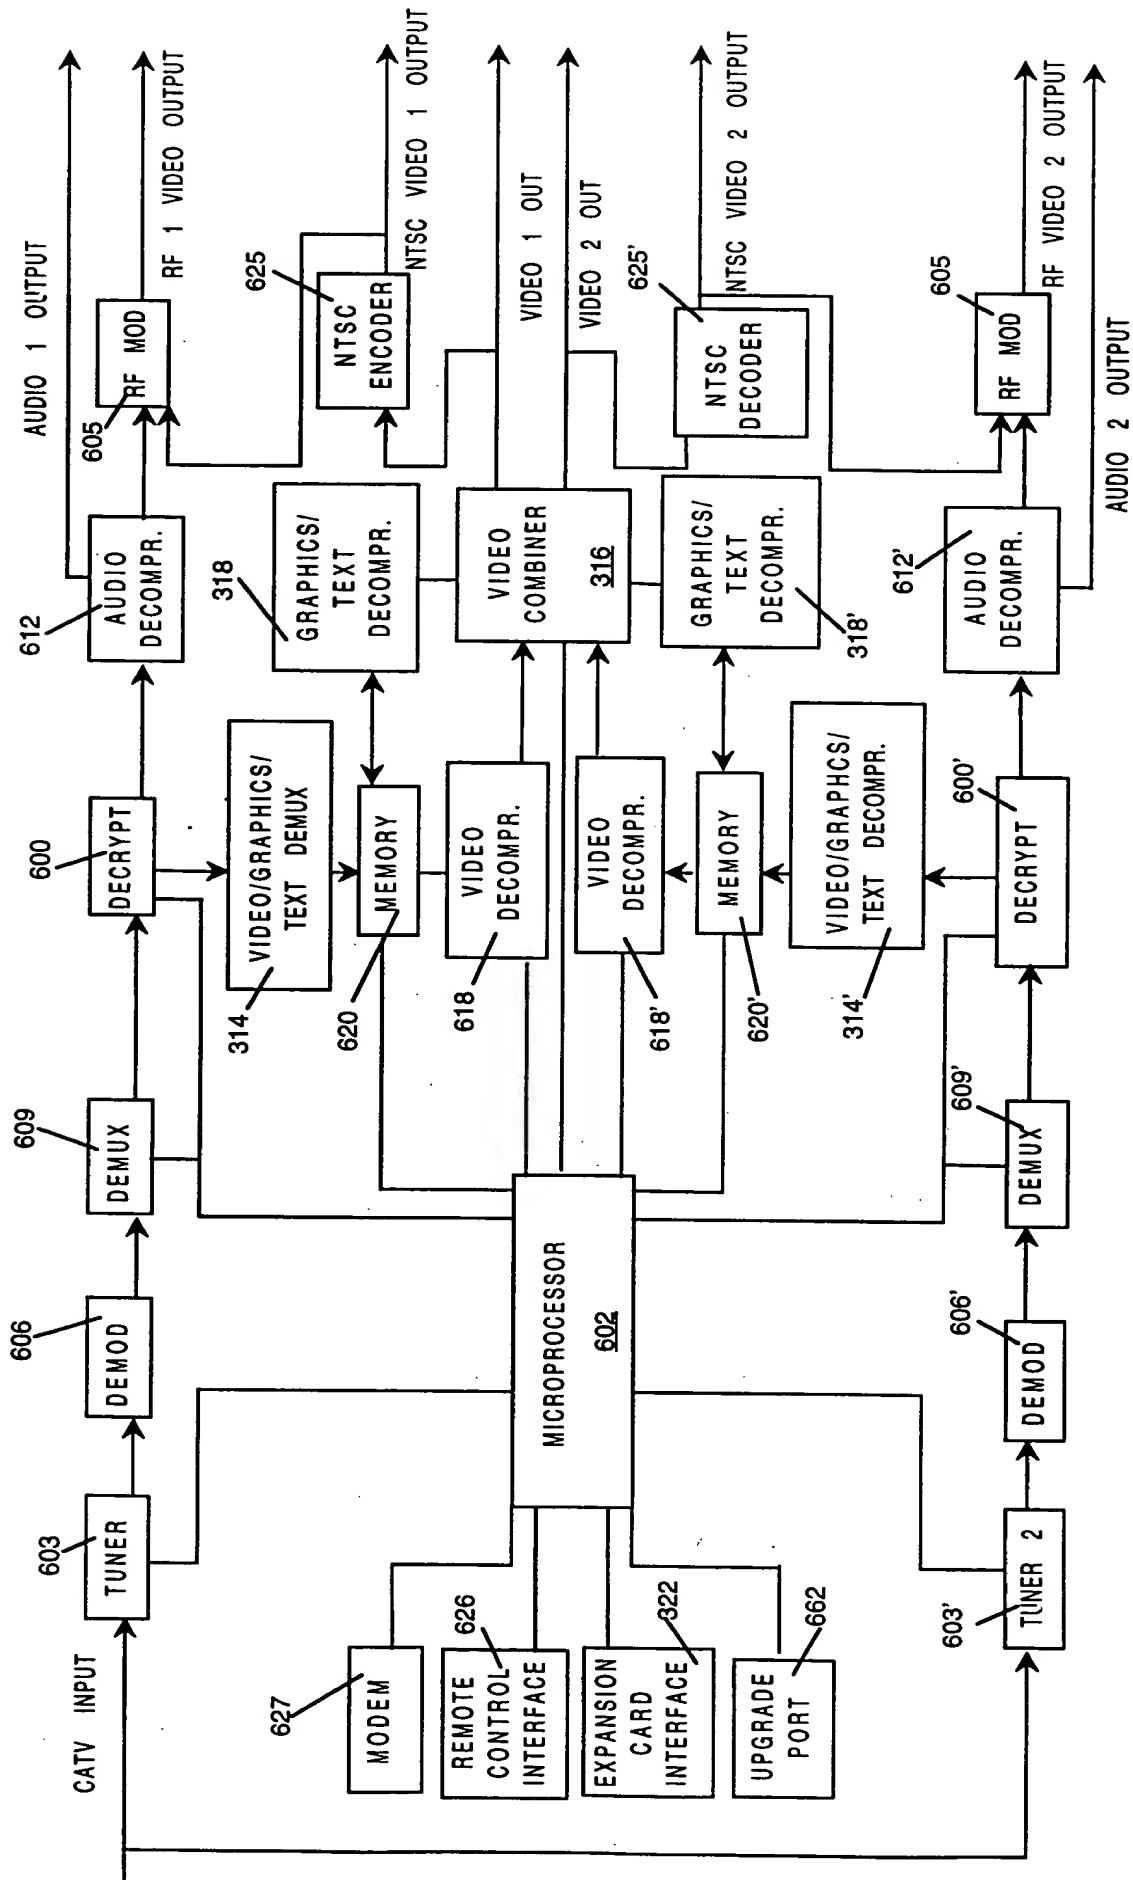 CATV INPUT
603
TUNER
606
DEMOD
609
DEMUX
600
DECRYPT
612
AUDIO
DECOMPR.
605
RF MOD
AUDIO 1 OUTPUT
RF 1 VIDEO OUTPUT
314
VIDEO/GRAPHICS/
TEXT DEMUX
318
GRAPHICS/
TEXT
DECOMPR.
625
NTSC
ENCODER
NTSC VIDEO 1 OUTPUT
620
MEMORY
618
VIDEO
DECOMPR.
VIDEO
COMBINER
316
VIDEO 1 OUT
VIDEO 2 OUT
627
MODEM
626
REMOTE
CONTROL
INTERFACE
322
EXPANSION
CARD
INTERFACE
662
UPGRADE
PORT
MICROPROCESSOR
602
618'
VIDEO
DECOMPR.
620'
MEMORY
318'
GRAPHICS/
TEXT
DECOMPR.
625'
NTSC
DECODER
NTSC VIDEO 2 OUTPUT
314'
VIDEO/GRAPHCS/
TEXT DECOMPR.
603'
TUNER 2
606'
DEMOD
609'
DEMUX
600'
DECRYPT
612'
AUDIO
DECOMPR.
605
RF MOD
RF VIDEO 2 OUTPUT
AUDIO 2 OUTPUT